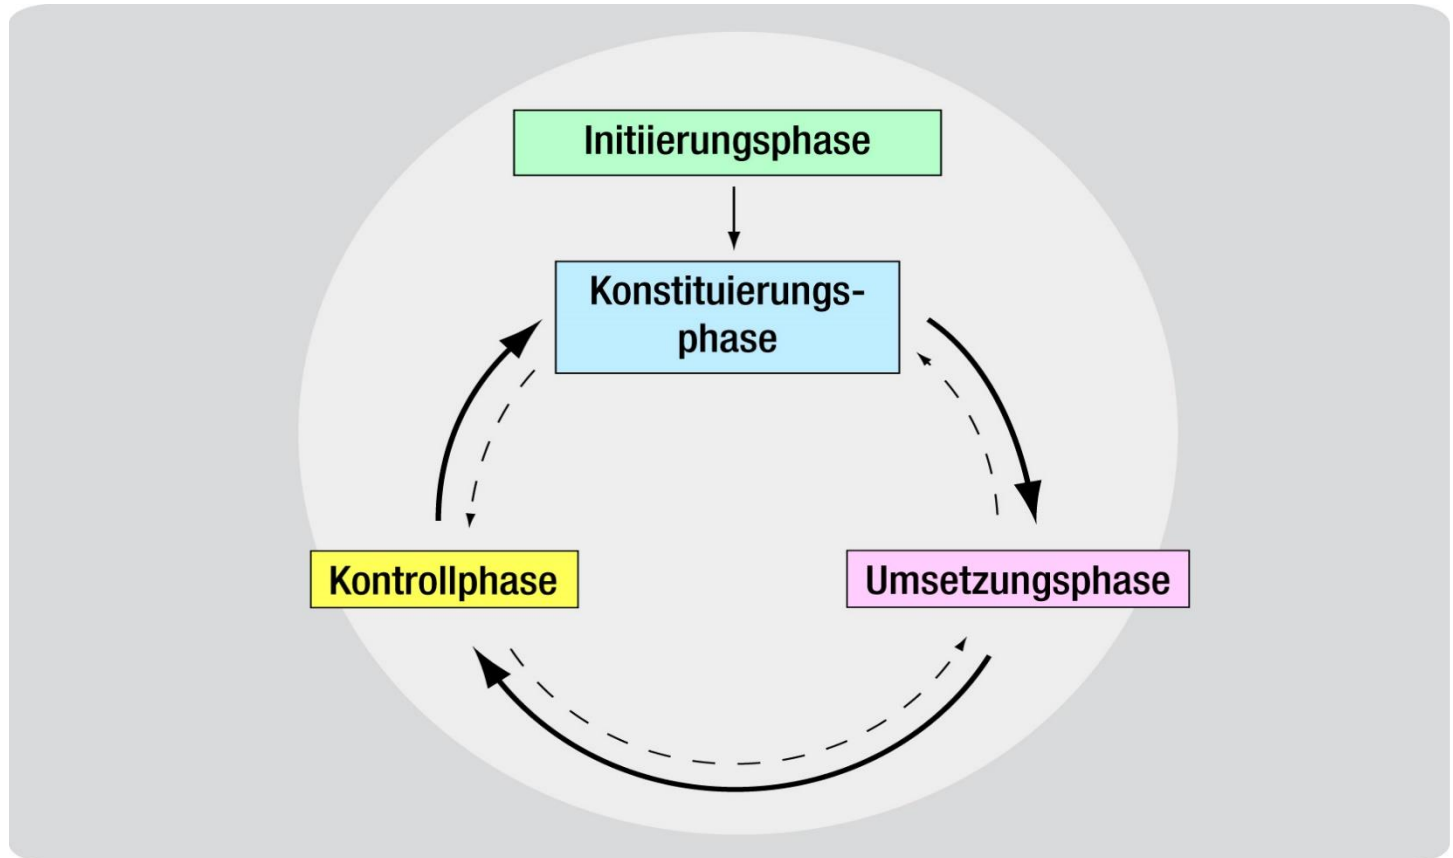 Initiierungsphase
Konstituierungs-
phase
Kontrollphase
Umsetzungsphase